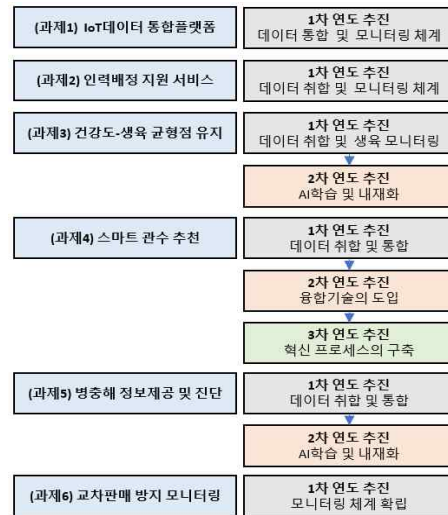 (과제1) IoT데이터 통합플랫폼
1차 연도 추진
데이터 통합 및 모니터링 체계
(과제2) 인력배정 지원 서비스
1차 연도 추진
데이터 취합 및 모니터링 체계
(과제3) 건강도-생육 균형점 유지
1차 연도 추진
데이터 취합 및 생육 모니터링
2차 연도 추진
AI학습 및 내재화
(과제4) 스마트 관수 추천
1차 연도 추진
데이터 취합 및 통합
2차 연도 추진
융합기술의 도입
3차 연도 추진
혁신 프로세스의 구축
(과제5) 병충해 정보제공 및 진단
1차 연도 추진
데이터 취합 및 통합
2차 연도 추진
AI학습 및 내재화
(과제6) 교차판매 방지 모니터링
1차 연도 추진
모니터링 체계 확립